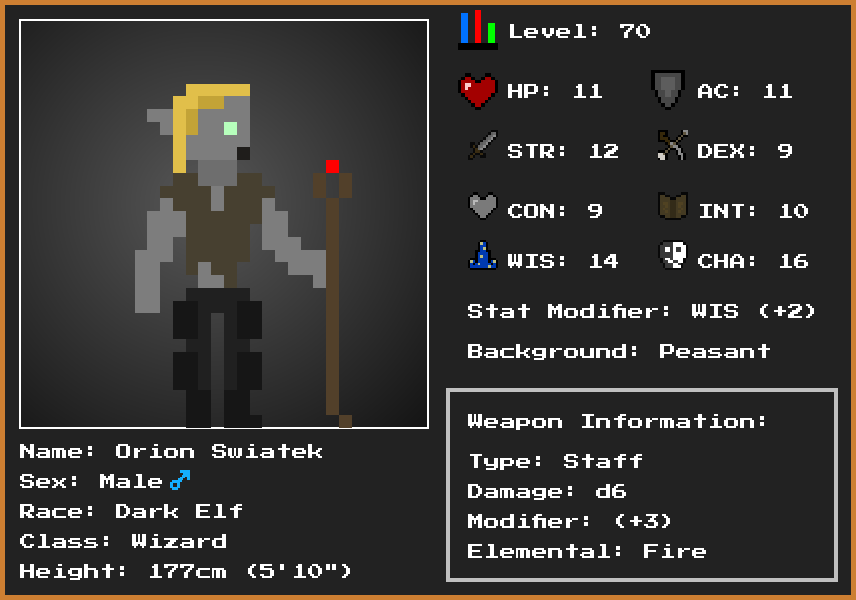 Level: 70
HP: 11 AC: 11
STR: 12 DEX: 9
CON: 9 INT: 10
WIS: 14 CHA: 16
Stat Modifier: WIS (+2)
Background: Peasant
Weapon Information:
Type: Staff
Damage: d6
Modifier: (+3)
Elemental: Fire
Name: Orion Swiatek
Sex: Male ♂
Race: Dark Elf
Class: Wizard
Height: 177cm (5'10")